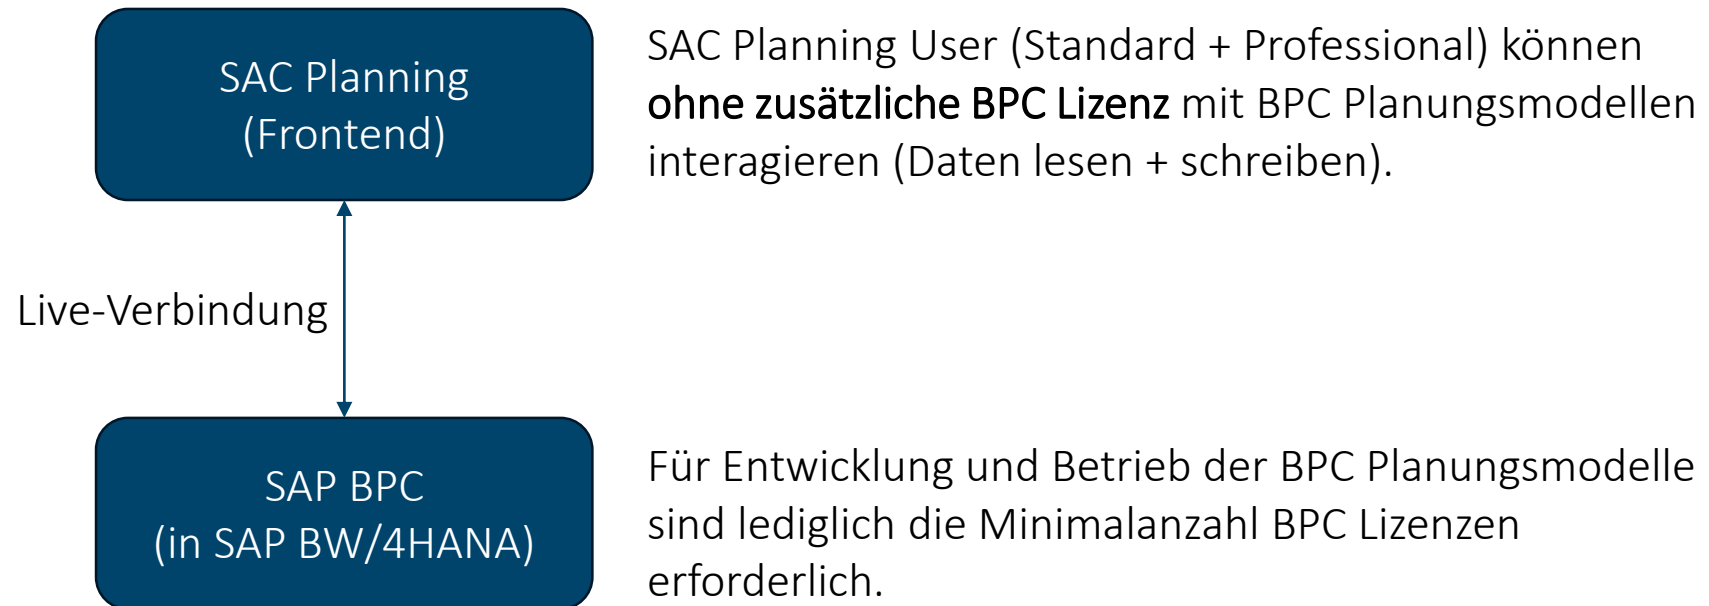 SAC Planning
(Frontend)
SAC Planning User (Standard + Professional) können
ohne zusätzliche BPC Lizenz mit BPC Planungsmodellen
interagieren (Daten lesen + schreiben).
Live-Verbindung
SAP BPC
(in SAP BW/4HANA)
Für Entwicklung und Betrieb der BPC Planungsmodelle
sind lediglich die Minimalanzahl BPC Lizenzen
erforderlich.